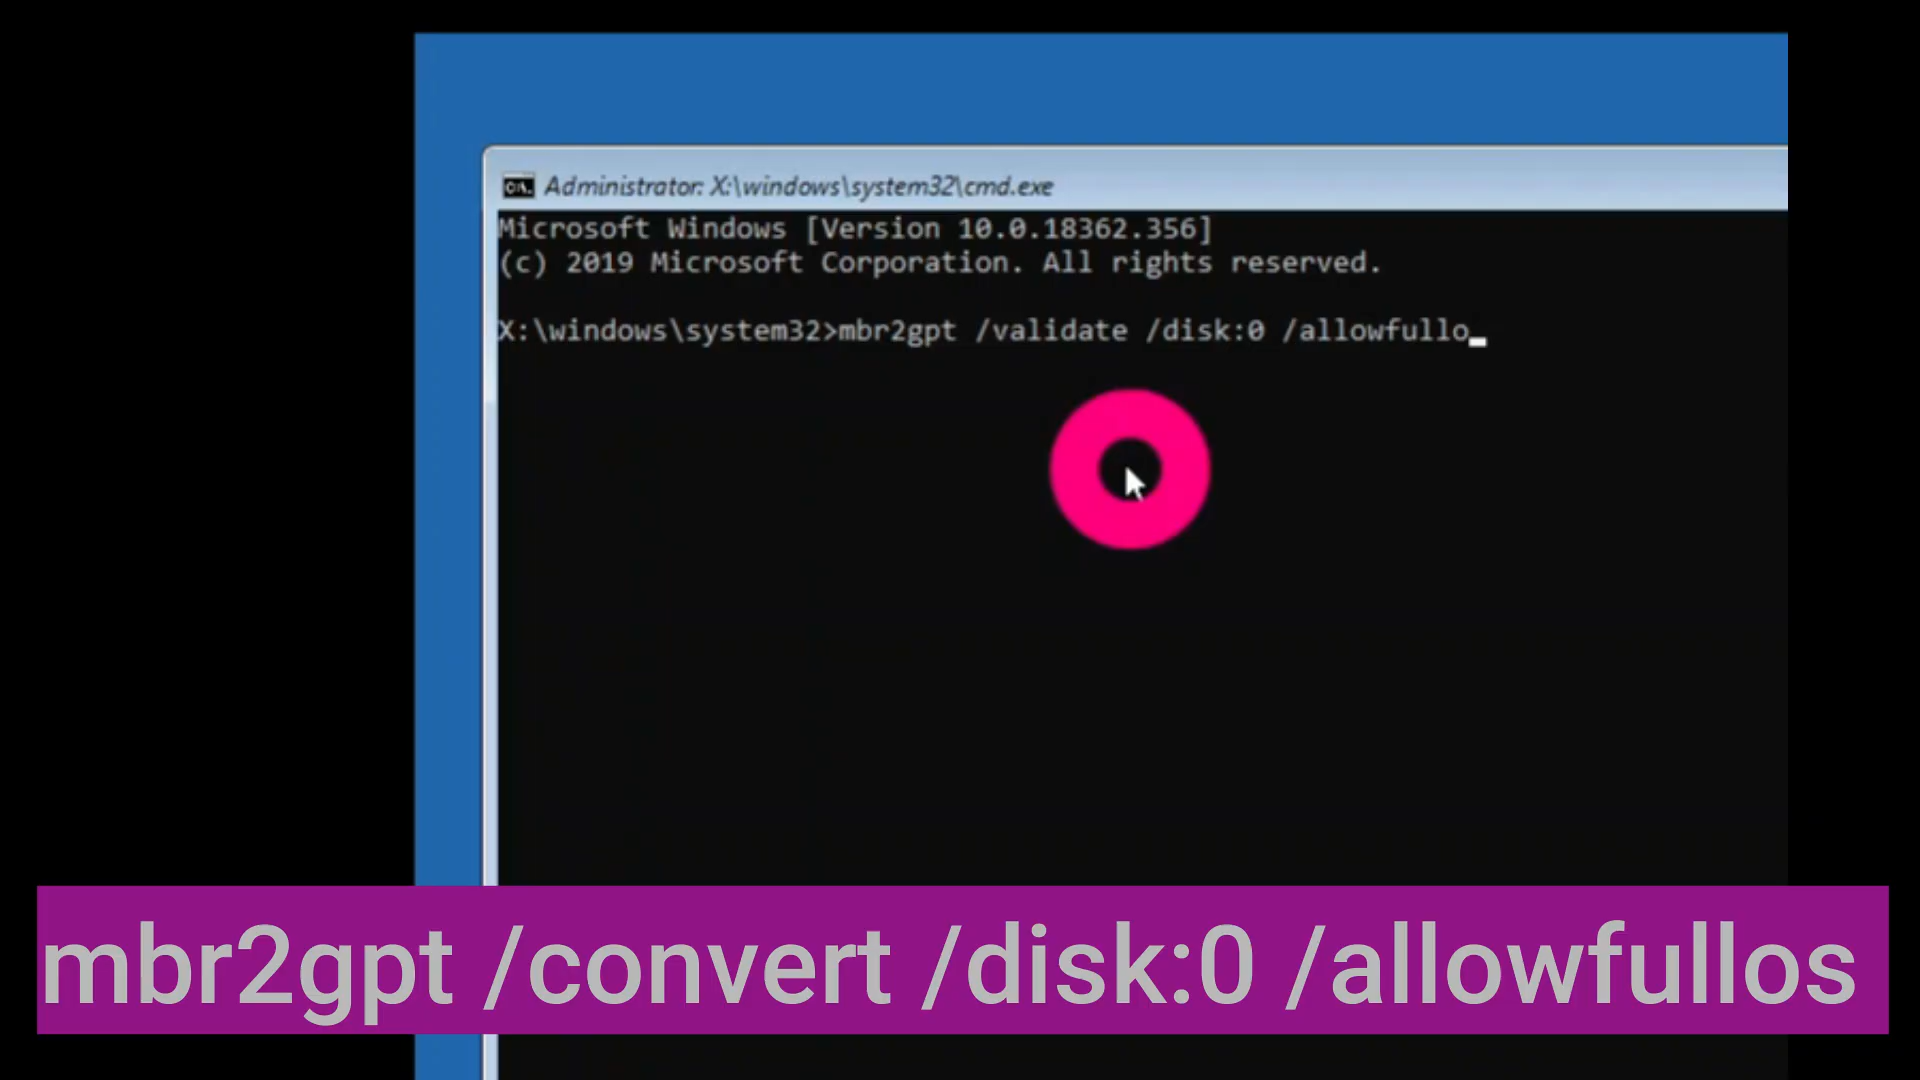 Administrator: X:\windows\system32\cmd.exe
Microsoft Windows [Version 10.0.18362.356]
(c) 2019 Microsoft Corporation. All rights reserved.
X:\windows\system32>mbr2gpt /validate /disk:0 /allowfullo
mbr2gpt /convert /disk:0 /allowfullos